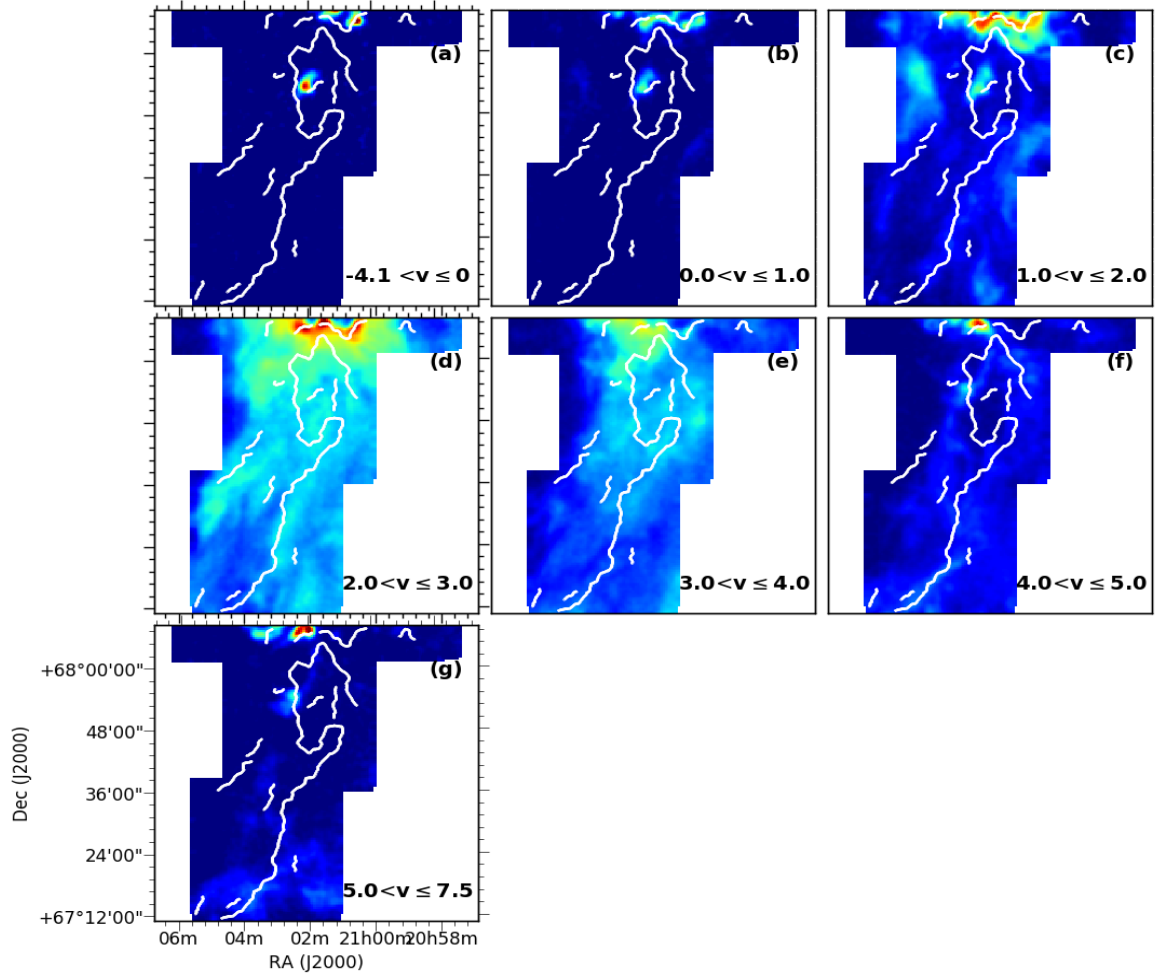 (a)
-4.1 <v≤0
(b)
0.0<v≤1.0
(c)
1.0<v≤2.0
(d)
2.0<v≤3.0
(e)
3.0<v≤4.0
(f)
4.0<v≤5.0
(g)
5.0<v≤7.5
+68°00'00"
48'00"
36'00"
24'00"
+67°12'00"
Dec (J2000)
06m 04m 02m 21h00m 20h58m
RA (J2000)